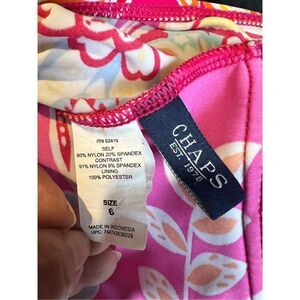 RN 82419
SELF
80% NYLON 20% SPANDEX
CONTRAST
91% NYLON 9% SPANDEX
LINING
100% POLYESTER
SIZE
6
MADE IN INDONESIA
CHAPS
EST. 1978